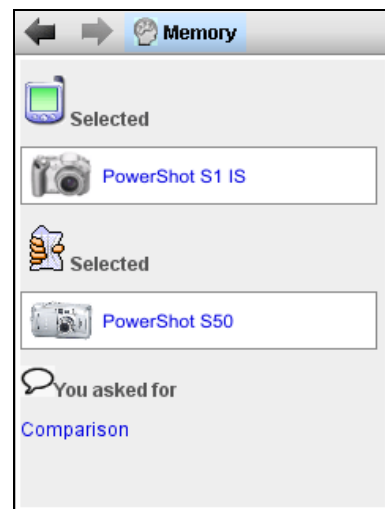 Memory
Selected
PowerShot S1 IS
Selected
PowerShot S50
You asked for
Comparison